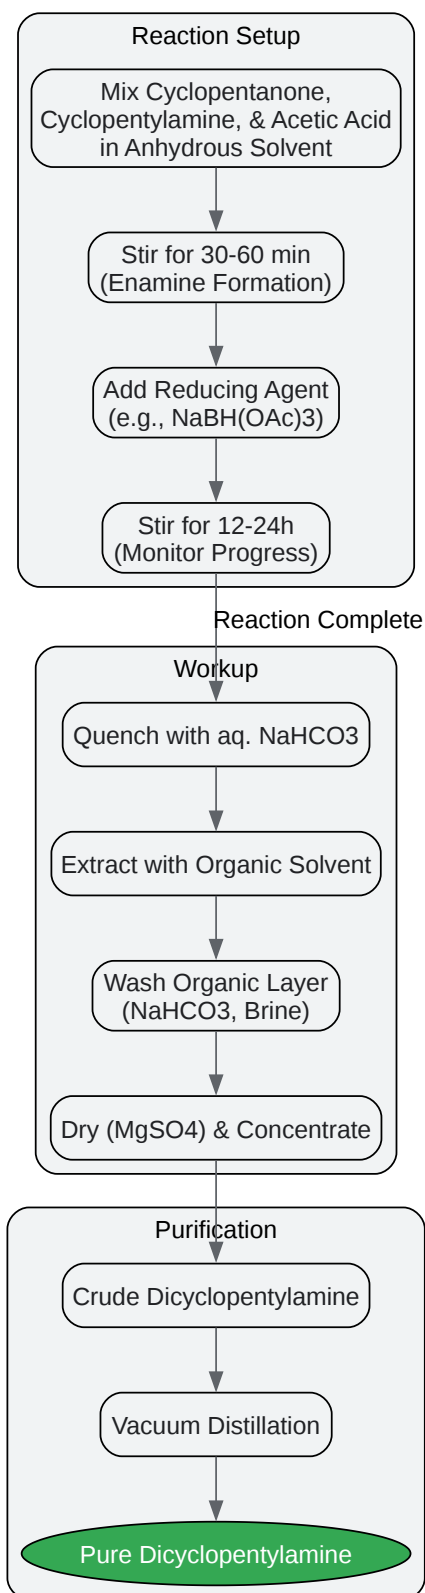 Reaction Setup
Mix Cyclopentanone,
Cyclopentylamine, & Acetic Acid
in Anhydrous Solvent
Stir for 30-60 min
(Enamine Formation)
Add Reducing Agent
(e.g., NaBH(OAc)3)
Stir for 12-24h
(Monitor Progress)
Reaction Complete
Workup
Quench with aq. NaHCO3
Extract with Organic Solvent
Wash Organic Layer
(NaHCO3, Brine)
Dry (MgSO4) & Concentrate
Purification
Crude Dicyclopentylamine
Vacuum Distillation
Pure Dicyclopentylamine